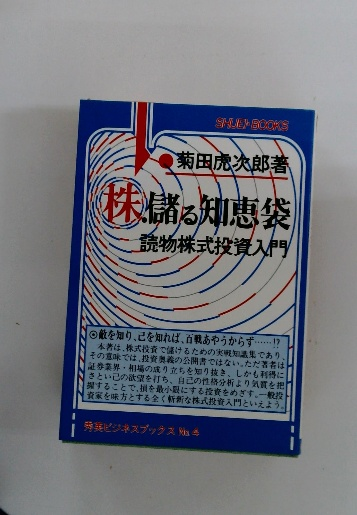 SHUEI BOOKS
菊田虎次郎著
株.儲る知恵袋
読物株式投資入門
◉敵を知り、己を知れば、百戦あやうからず……!?
本著は、株式投資で儲けるための実戦知識集であり、
その意味では、投資奥義の公開書ではない。ただ著者は
証券業界・相場の成り立ちを知り抜き、しかも利得に
さとい己の欲望を打ち、自己の性格分析より気質を把
握することで、損を最小限にする投資をめざす。一般投
資家を味方とする全く斬新な株式投資入門といえよう。
秀英ビジネスブックス No.4